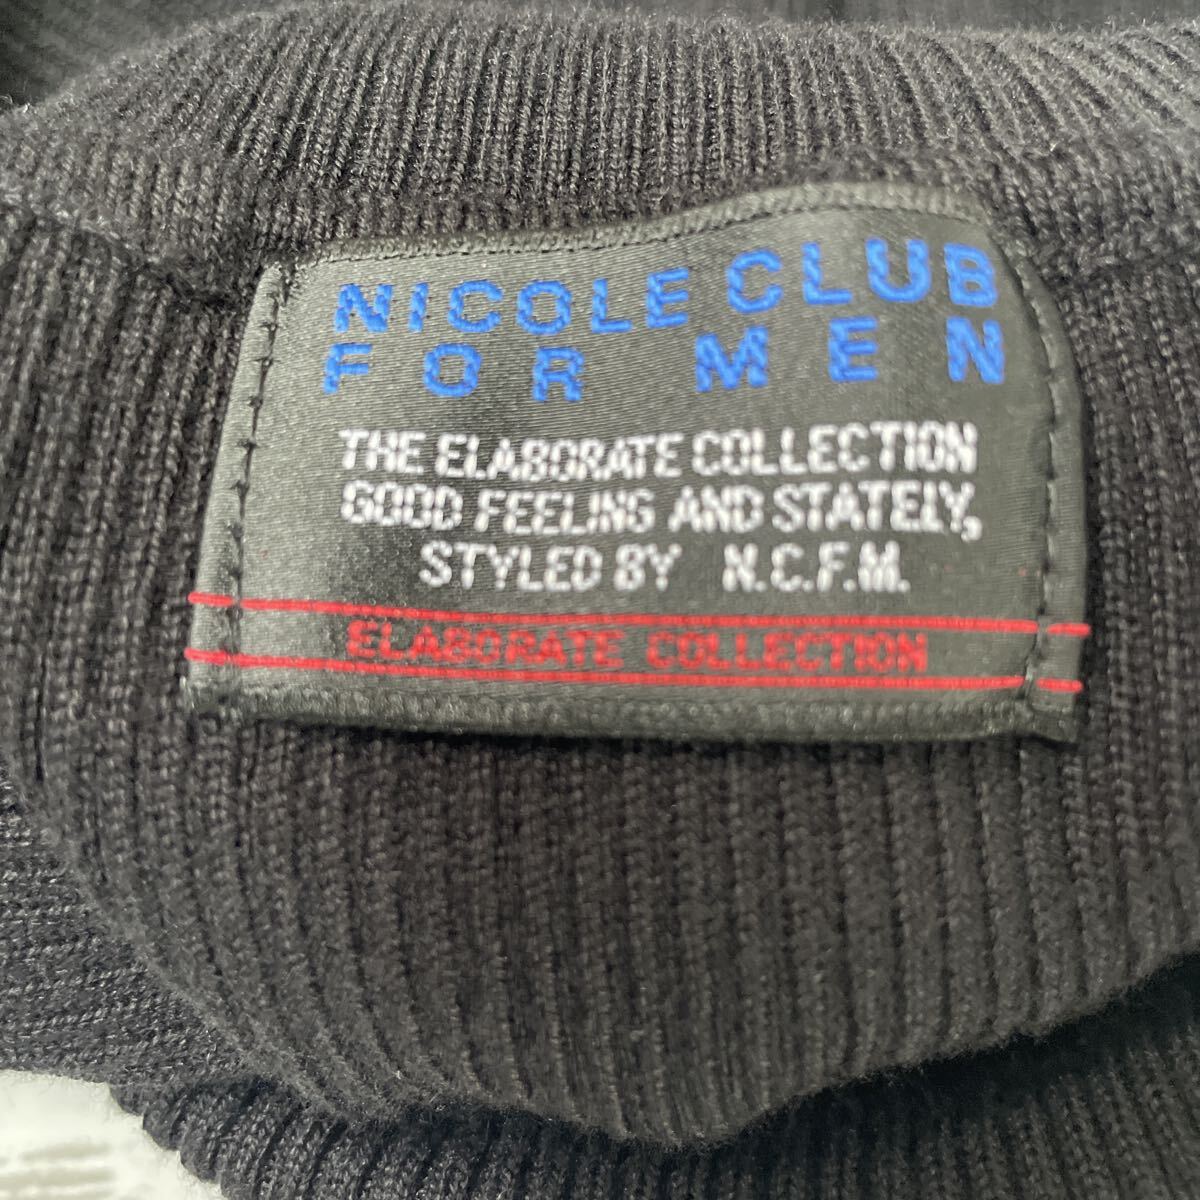 NICOLE CLUB
FOR MEN
THE ELABORATE COLLECTION
GOOD FEELING AND STATELY,
STYLED BY N.C.F.M.
ELABORATE COLLECTION